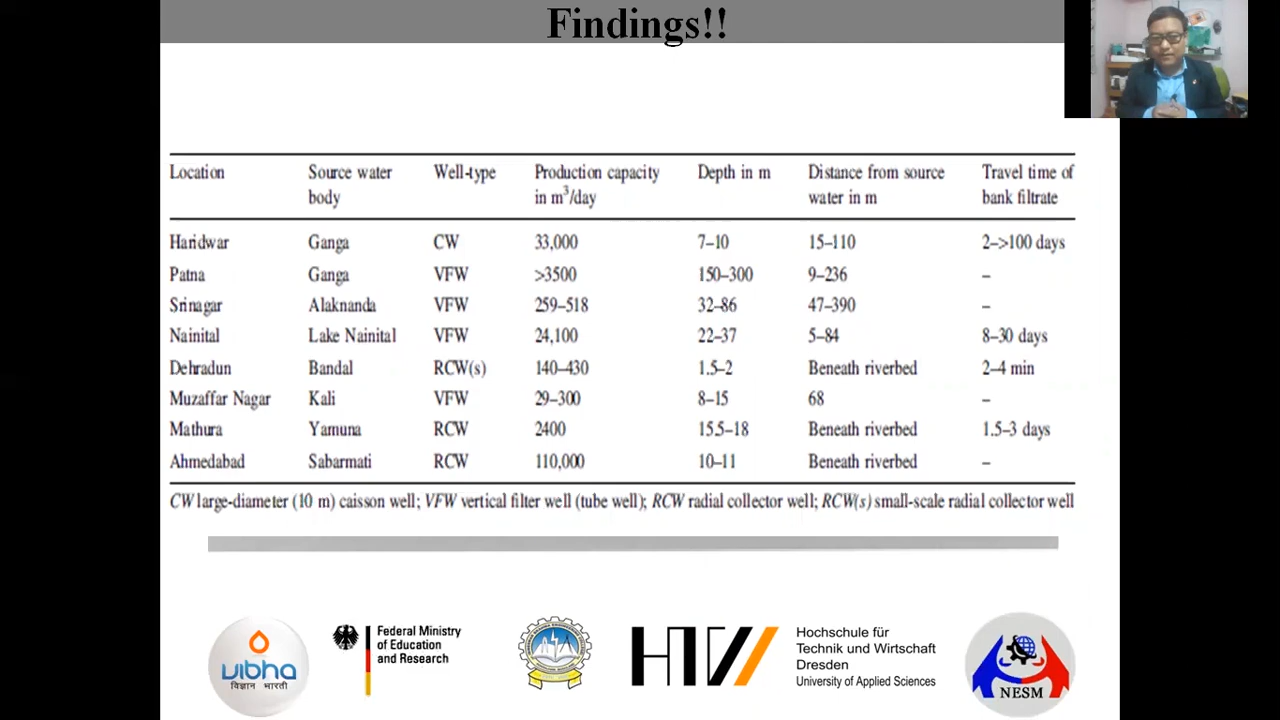 Findings!!
Location Source water body Well-type Production capacity in m³/day Depth in m Distance from source water in m Travel time of bank filtrate
Haridwar Ganga CW 33,000 7–10 15–110 2–>100 days
Patna Ganga VFW >3500 150–300 9–236 –
Srinagar Alaknanda VFW 259–518 32–86 47–390 –
Nainital Lake Nainital VFW 24,100 22–37 5–84 8–30 days
Dehradun Bandal RCW(s) 140–430 1.5–2 Beneath riverbed 2–4 min
Muzaffar Nagar Kali VFW 29–300 8–15 68 –
Mathura Yamuna RCW 2400 15.5–18 Beneath riverbed 1.5–3 days
Ahmedabad Sabarmati RCW 110,000 10–11 Beneath riverbed –
CW large-diameter (10 m) caisson well; VFW vertical filter well (tube well); RCW radial collector well; RCW(s) small-scale radial collector well
vibha
विज्ञान भारती
Federal Ministry
of Education
and Research
HTW
Hochschule für
Technik und Wirtschaft
Dresden
University of Applied Sciences
NESM